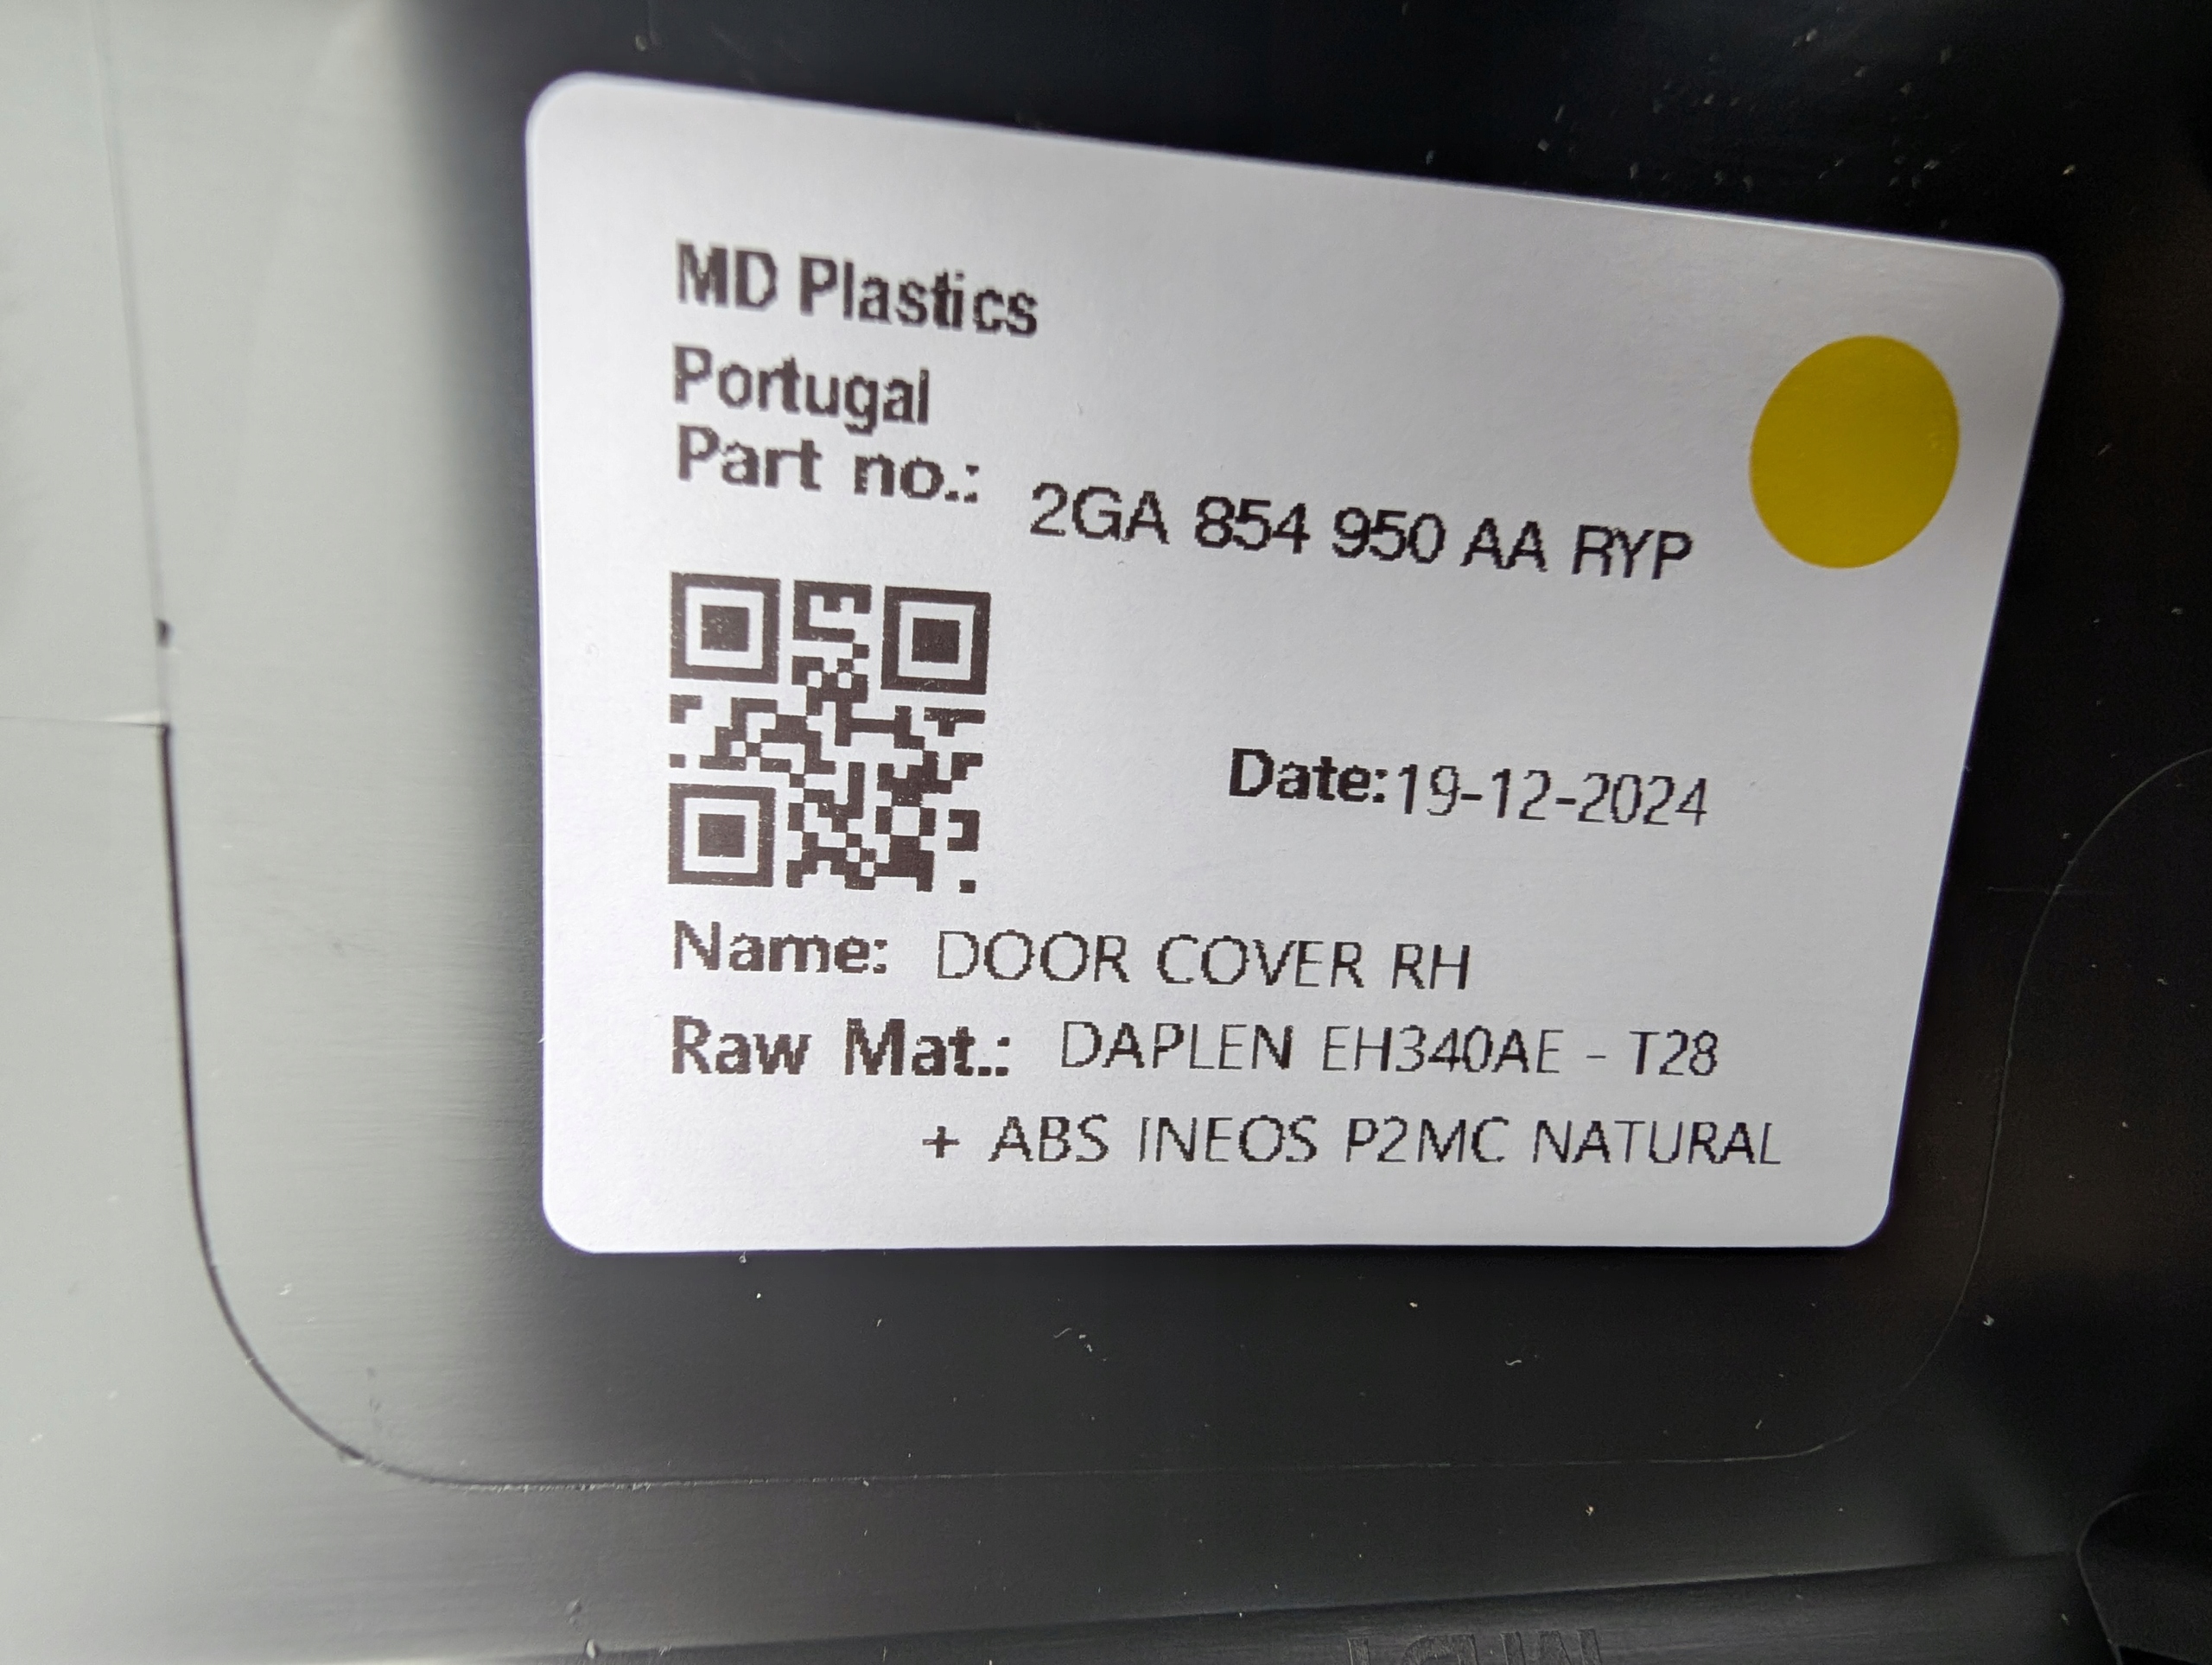 MD Plastics
Portugal
Part no.: 2GA 854 950 AA RYP
Date:19-12-2024
Name: DOOR COVER RH
Raw Mat.: DAPLEN EH340AE - T28
+ ABS INEOS P2MC NATURAL